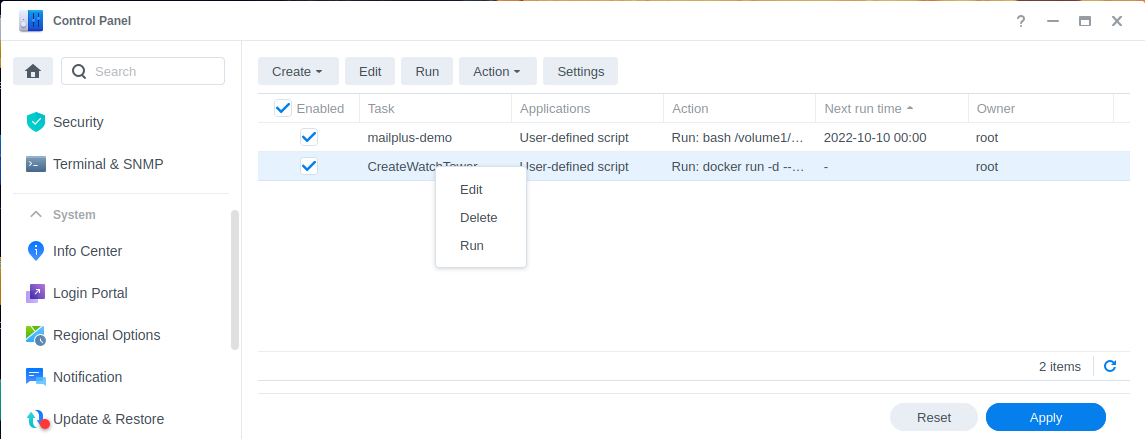 Control Panel
?
Search
Security
Terminal & SNMP
System
Info Center
Login Portal
Regional Options
Notification
Update & Restore
Create Edit Run Action Settings
Enabled Task Applications Action Next run time Owner
mailplus-demo User-defined script Run: bash /volume1/… 2022-10-10 00:00 root
CreateWatchTower User-defined script Run: docker run -d --… - root
Edit
Delete
Run
2 items
Reset Apply